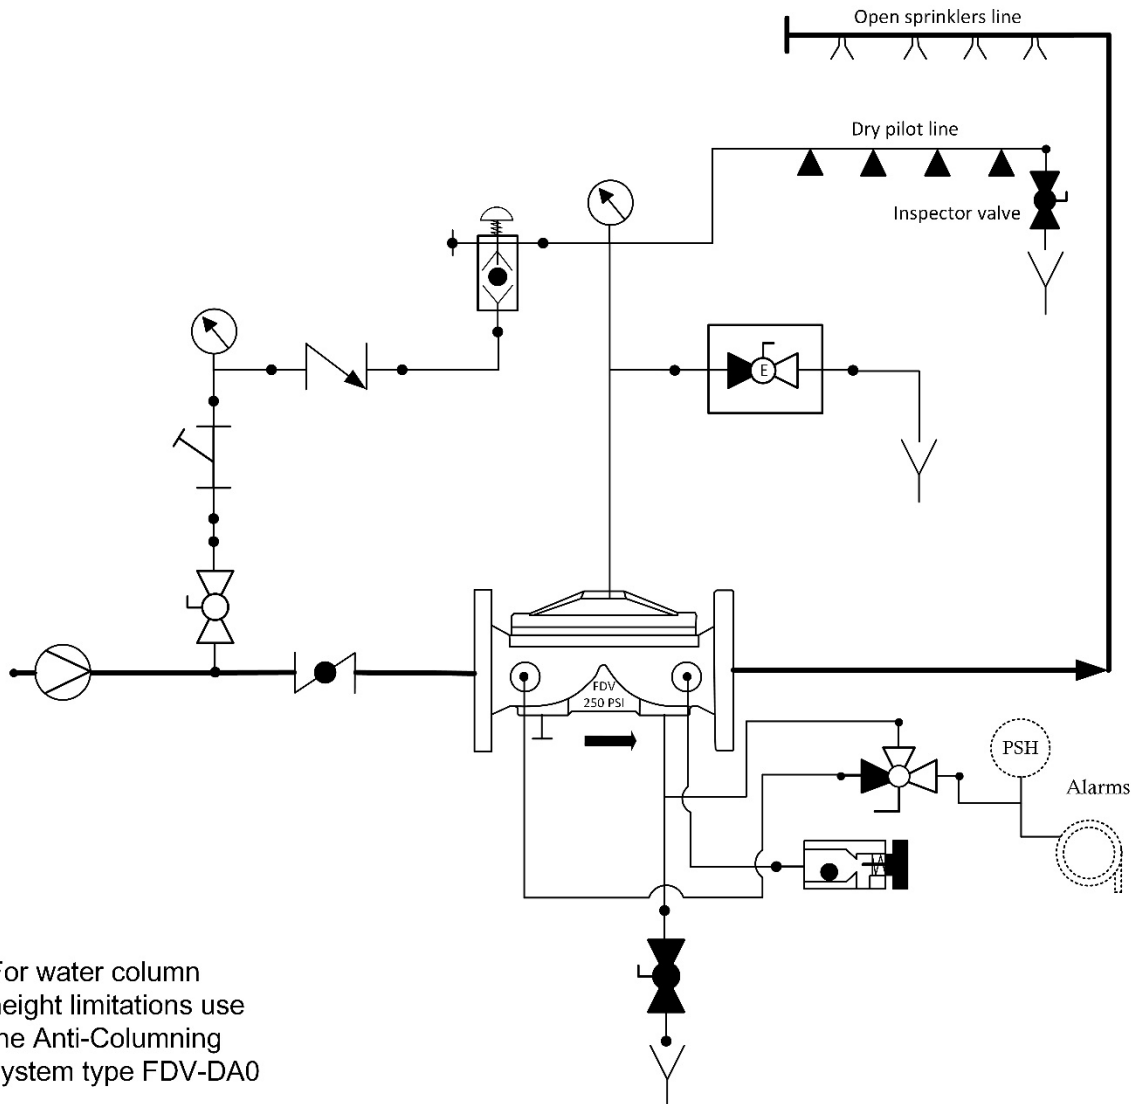 Open sprinklers line
Dry pilot line
Inspector valve
E
FDV
250 PSI
PSH
Alarms
For water column
height limitations use
the Anti-Columning
system type FDV-DA0